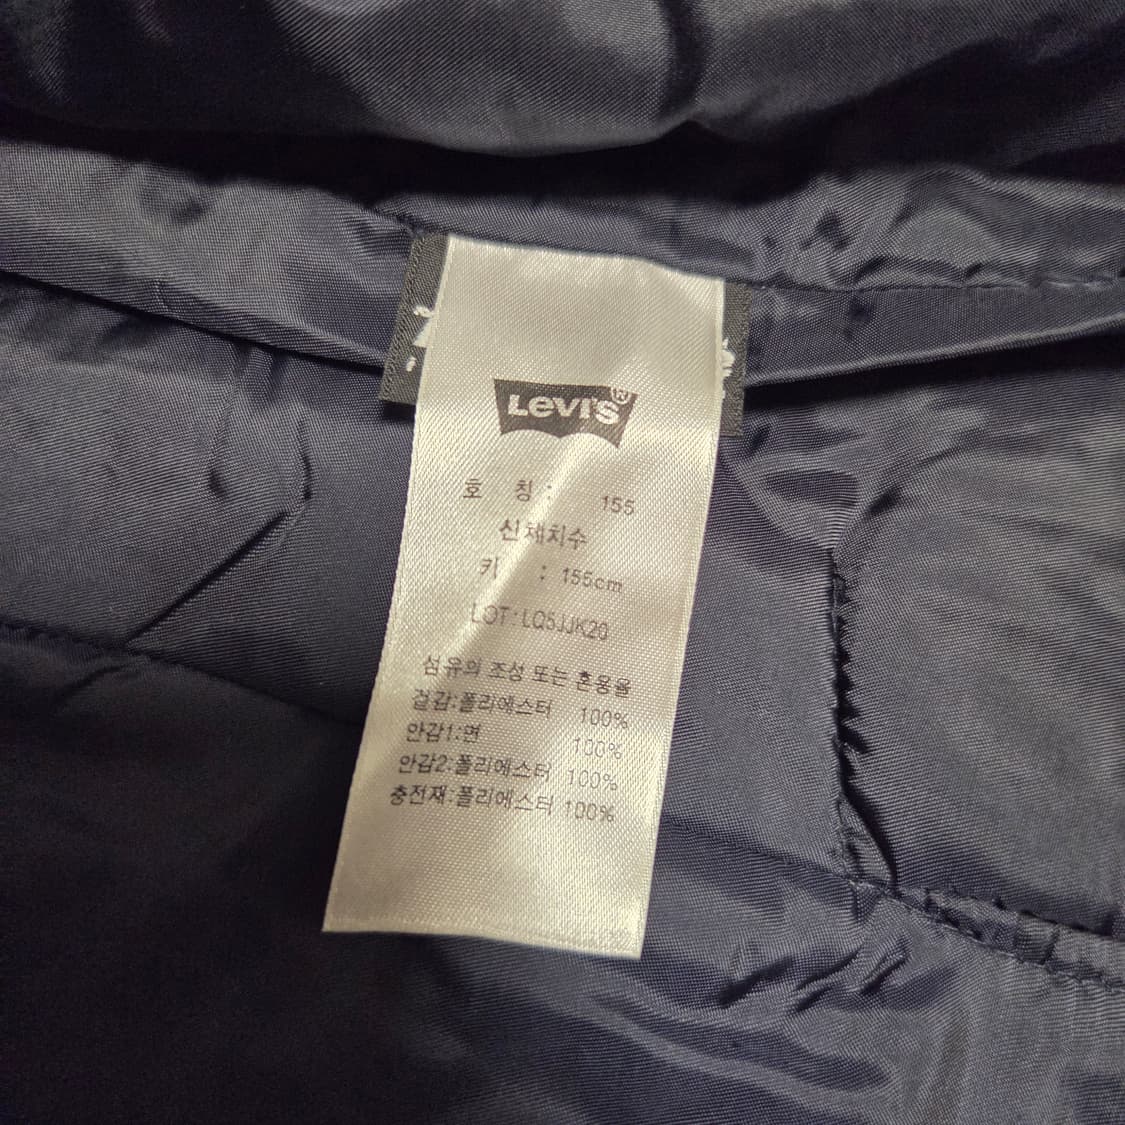 LEVI'S®
호 칭 : 155
신체치수
키 : 155cm
LOT:LQ5JJK20
섬유의 조성 또는 혼용율
겉감:폴리에스터 100%
안감1:면 100%
안감2:폴리에스터 100%
충전재:폴리에스터 100%